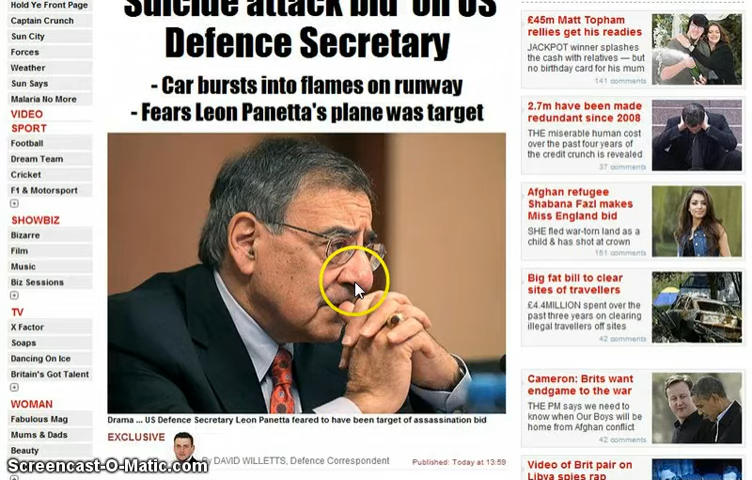 Hold Ye Front Page
Captain Crunch
Sun City
Forces
Weather
Sun Says
Malaria No More
VIDEO
SPORT
Football
Dream Team
Cricket
F1 & Motorsport
SHOWBIZ
Bizarre
Film
Music
Biz Sessions
TV
X Factor
Soaps
Dancing On Ice
Britain's Got Talent
WOMAN
Fabulous Mag
Mums & Dads
Beauty
Suicide attack bid on US
Defence Secretary
- Car bursts into flames on runway
- Fears Leon Panetta's plane was target
Drama ... US Defence Secretary Leon Panetta feared to have been target of assassination bid
EXCLUSIVE
By DAVID WILLETTS, Defence Correspondent
Published: Today at 13:59
£45m Matt Topham
rellies get his readies
JACKPOT winner splashes
the cash with relatives — but
no birthday card for his mum
141 comments
2.7m have been made
redundant since 2008
THE miserable human cost
over the past four years of
the credit crunch is revealed
37 comments
Afghan refugee
Shabana Fazl makes
Miss England bid
SHE fled war-torn land as a
child & has shot at crown
151 comments
Big fat bill to clear
sites of travellers
£4.4MILLION spent over the
past three years on clearing
illegal travellers off sites
42 comments
Cameron: Brits want
endgame to the war
THE PM says we need to
know when Our Boys will be
home from Afghan conflict
42 comments
Video of Brit pair on
Libya spies rap
Screencast-O-Matic.com